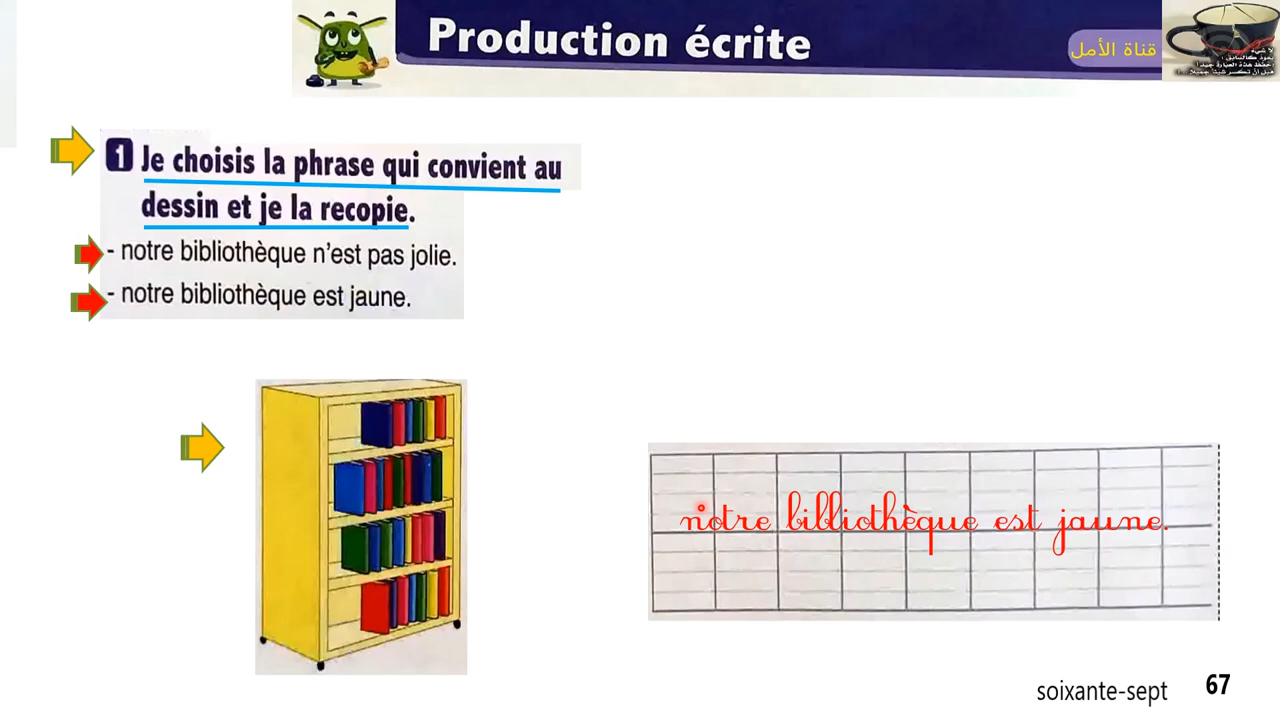 Production écrite
قناة الأمل
1 Je choisis la phrase qui convient au
dessin et je la recopie.
- notre bibliothèque n'est pas jolie.
- notre bibliothèque est jaune.
notre bibliothèque est jaune.
soixante-sept 67